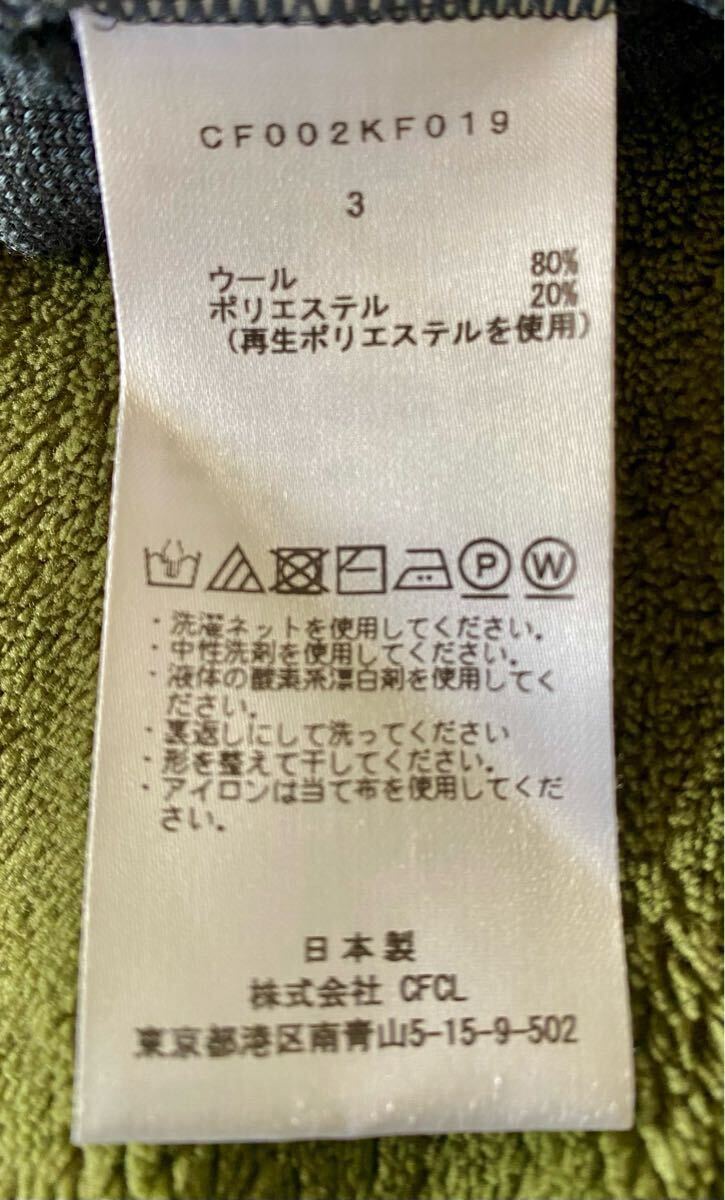 CF002KF019
3
ウール 80%
ポリエステル 20%
(再生ポリエステルを使用)
P W
・洗濯ネットを使用してください。
・中性洗剤を使用してください。
・液体の酸素系漂白剤を使用してく
ださい。
・裏返しにして洗ってください
・形を整えて干してください。
・アイロンは当て布を使用してくだ
さい。
日本製
株式会社 CFCL
東京都港区南青山5-15-9-502